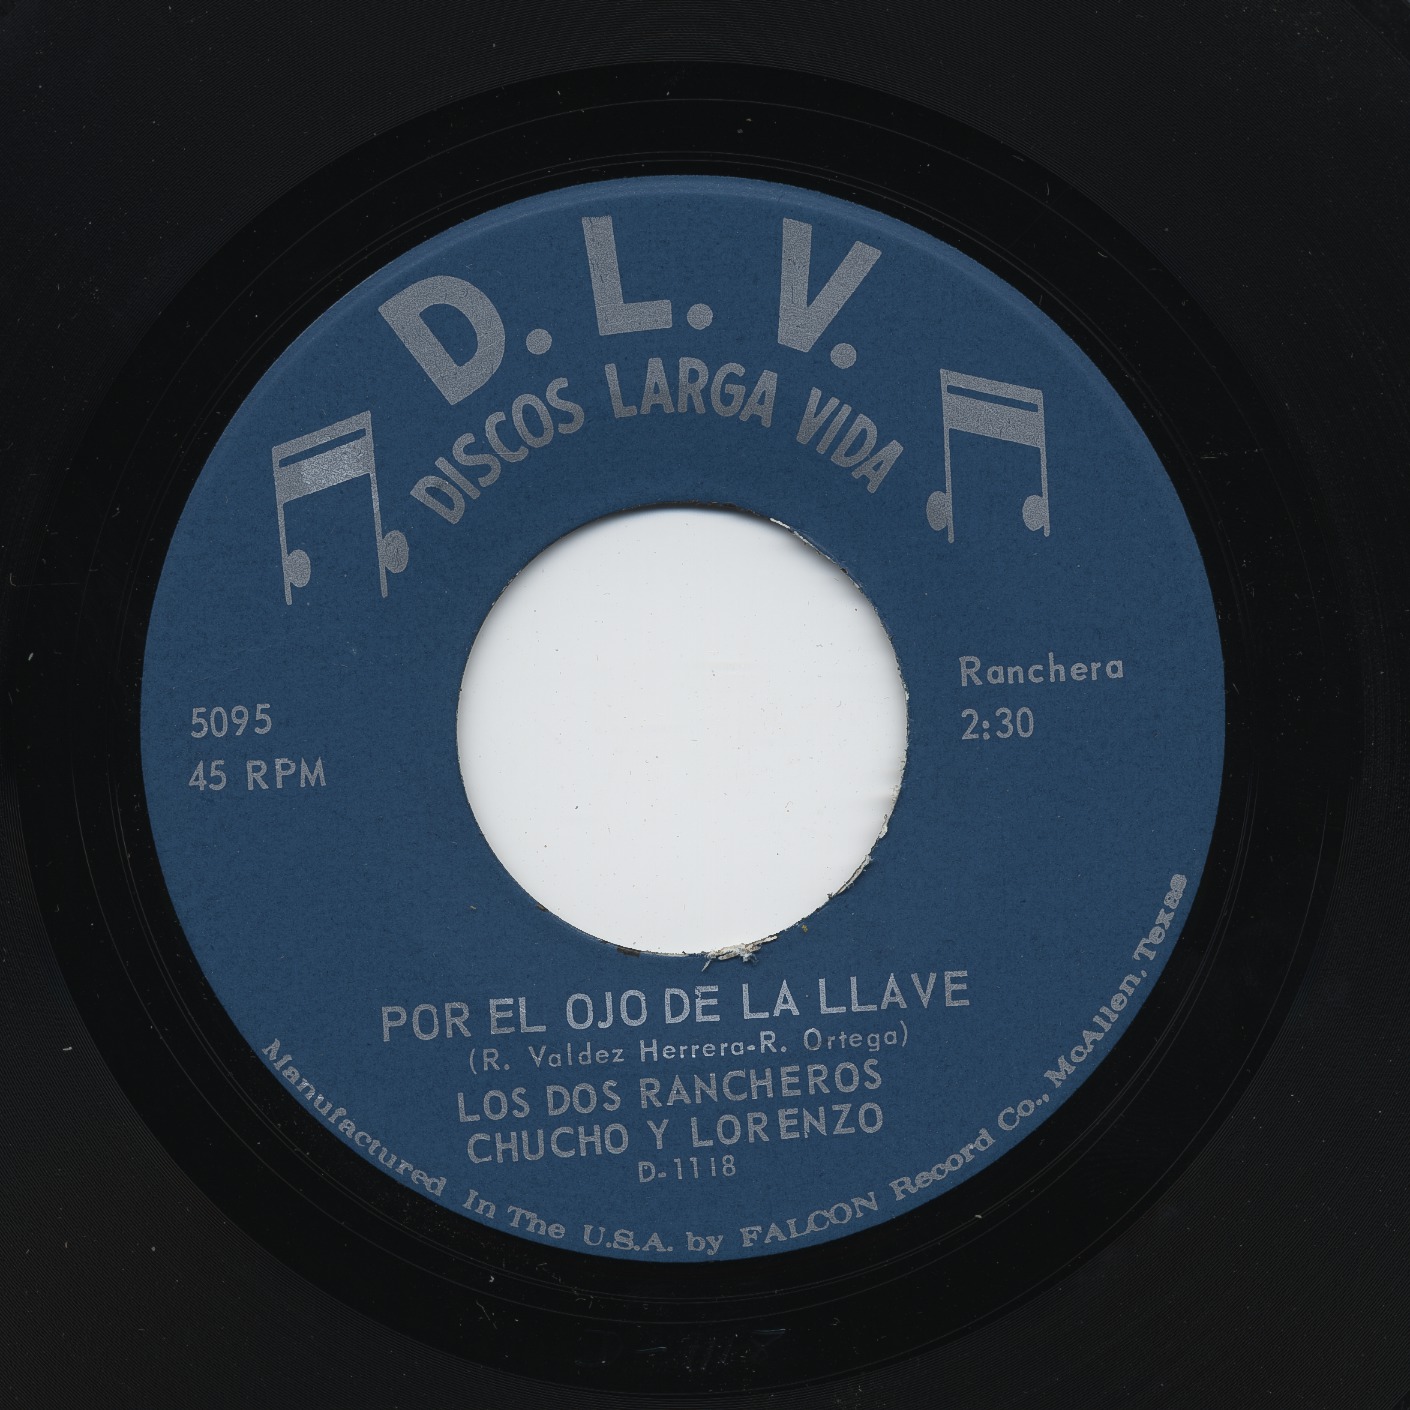 D. L. V.
DISCOS LARGA VIDA
5095
45 RPM
Ranchera
2:30
POR EL OJO DE LA LLAVE
(R. Valdez Herrera-R. Ortega)
LOS DOS RANCHEROS
CHUCHO Y LORENZO
D-1118
Manufactured In The U.S.A. by FALCON Record Co., McAllen, Texas